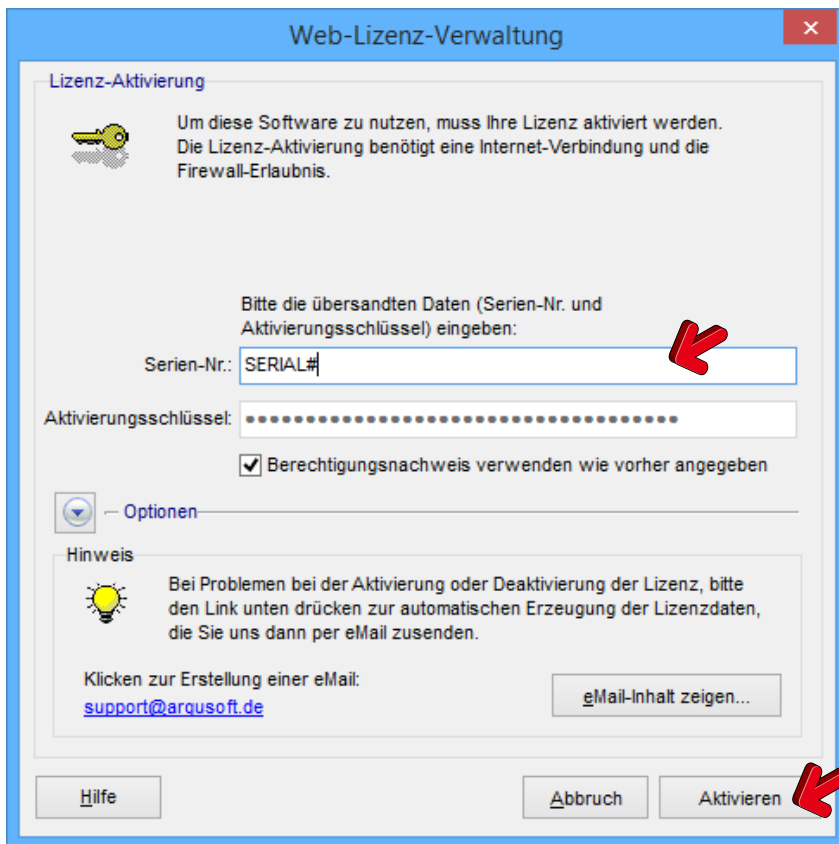 Web-Lizenz-Verwaltung
Lizenz-Aktivierung
Um diese Software zu nutzen, muss Ihre Lizenz aktiviert werden.
Die Lizenz-Aktivierung benötigt eine Internet-Verbindung und die
Firewall-Erlaubnis.
Bitte die übersandten Daten (Serien-Nr. und
Aktivierungsschlüssel) eingeben:
Serien-Nr.: SERIAL#
Aktivierungsschlüssel:
Berechtigungsnachweis verwenden wie vorher angegeben
Optionen
Hinweis
Bei Problemen bei der Aktivierung oder Deaktivierung der Lizenz, bitte
den Link unten drücken zur automatischen Erzeugung der Lizenzdaten,
die Sie uns dann per eMail zusenden.
Klicken zur Erstellung einer eMail:
support@argusoft.de
eMail-Inhalt zeigen...
Hilfe
Abbruch
Aktivieren